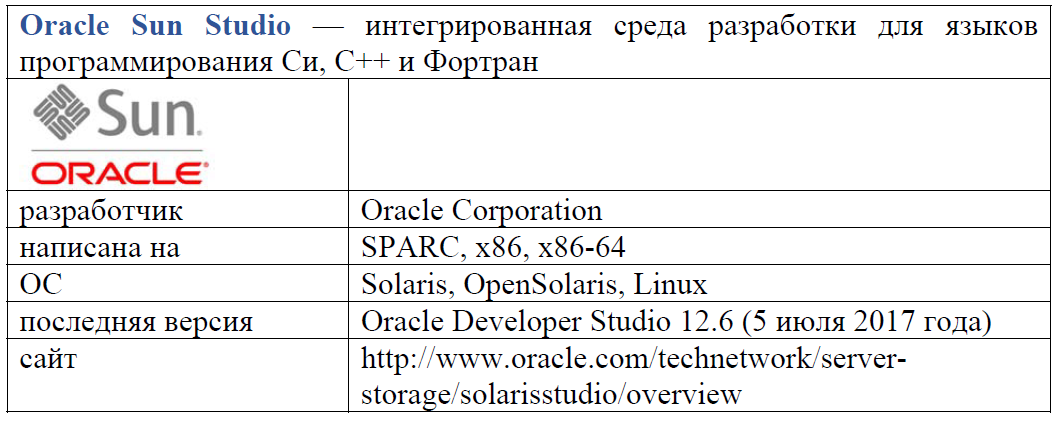 Oracle Sun Studio — интегрированная среда разработки для языков
программирования Си, C++ и Фортран
Sun
ORACLE
разработчик Oracle Corporation
написана на SPARC, x86, x86-64
ОС Solaris, OpenSolaris, Linux
последняя версия Oracle Developer Studio 12.6 (5 июля 2017 года)
сайт http://www.oracle.com/technetwork/server-
storage/solarisstudio/overview